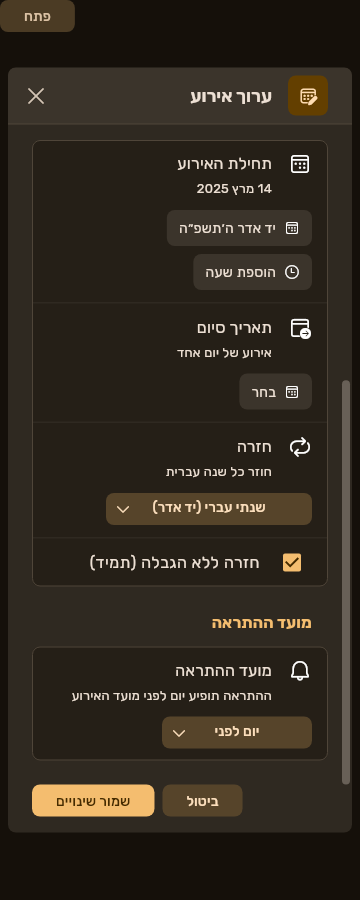 פתח
ערוך אירוע
תחילת האירוע
14 מרץ 2025
יד אדר ה׳תשפ״ה
הוספת שעה
תאריך סיום
אירוע של יום אחד
בחר
חזרה
חוזר כל שנה עברית
שנתי עברי (יד אדר)
חזרה ללא הגבלה (תמיד)
מועד ההתראה
מועד ההתראה
ההתראה תופיע יום לפני מועד האירוע
יום לפני
ביטול
שמור שינויים